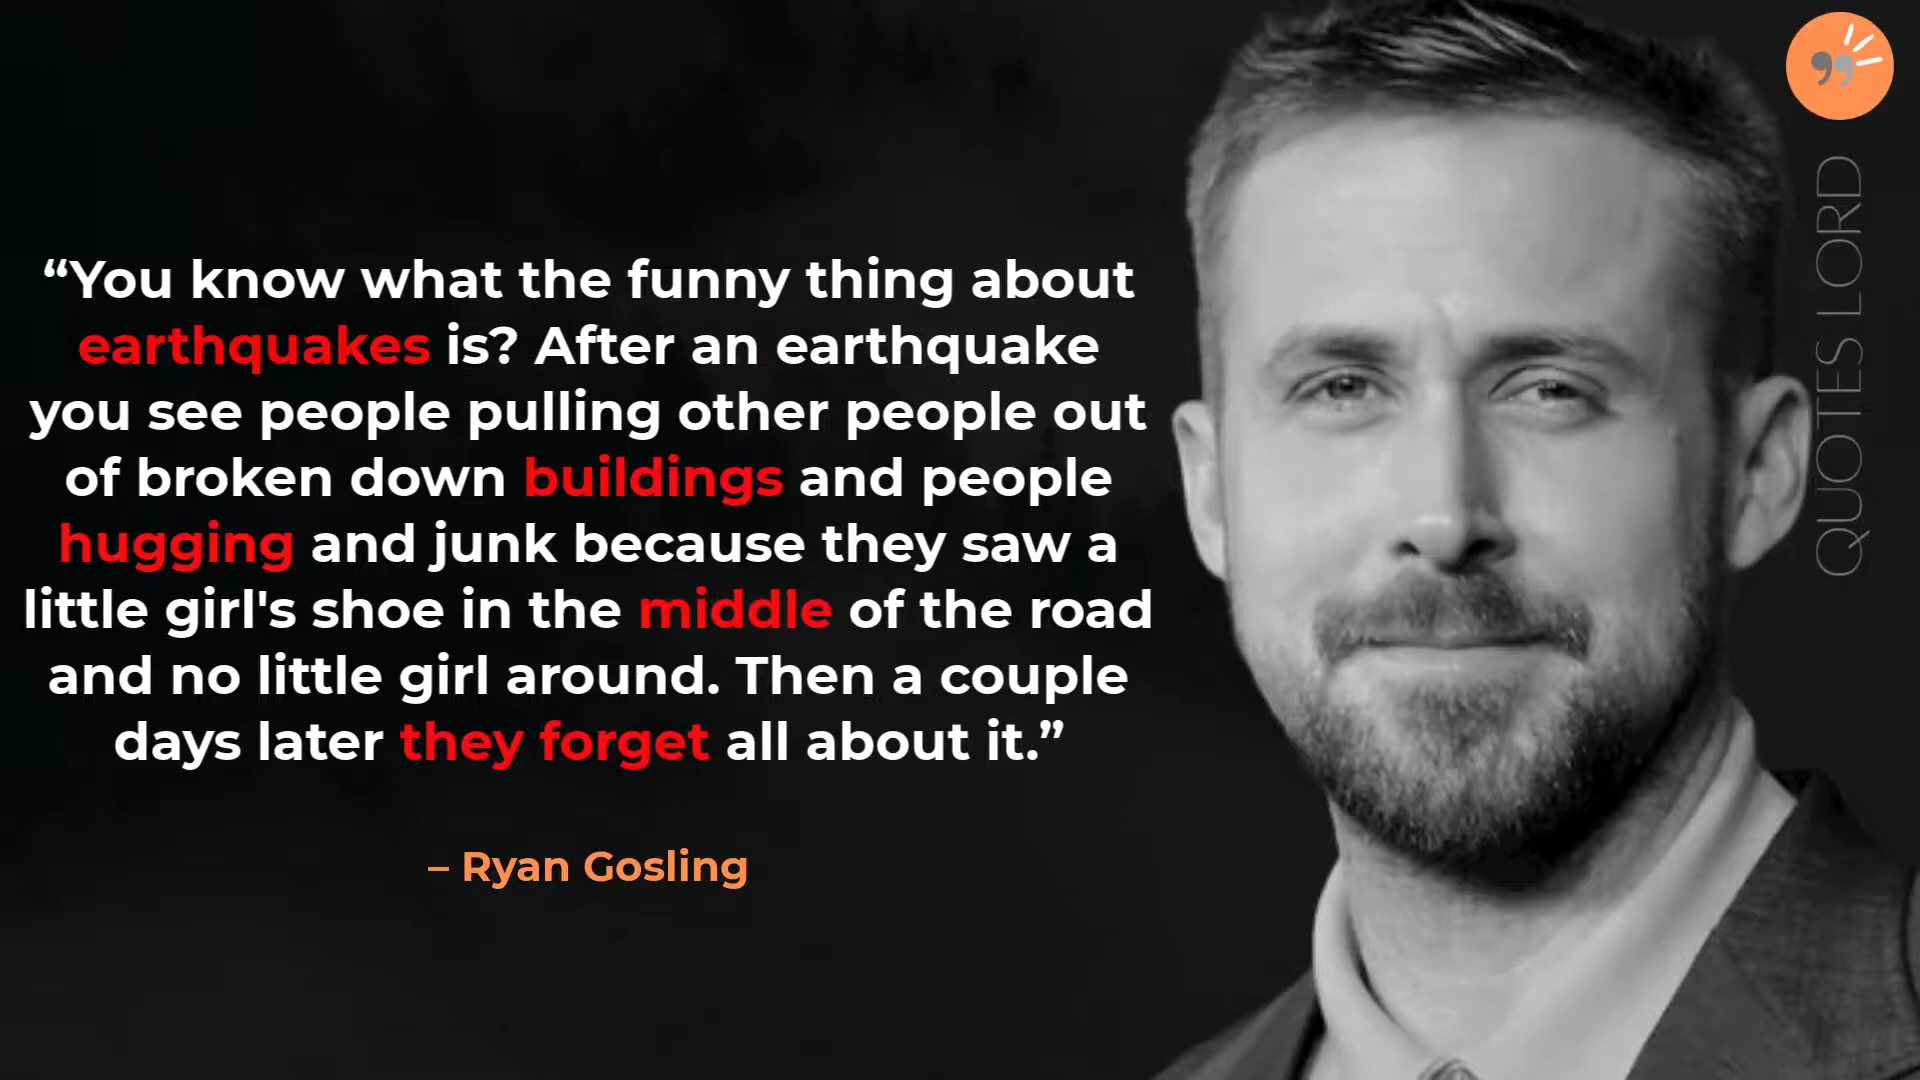 “You know what the funny thing about
earthquakes is? After an earthquake
you see people pulling other people out
of broken down buildings and people
hugging and junk because they saw a
little girl's shoe in the middle of the road
and no little girl around. Then a couple
days later they forget all about it.”
– Ryan Gosling
QUOTES LORD